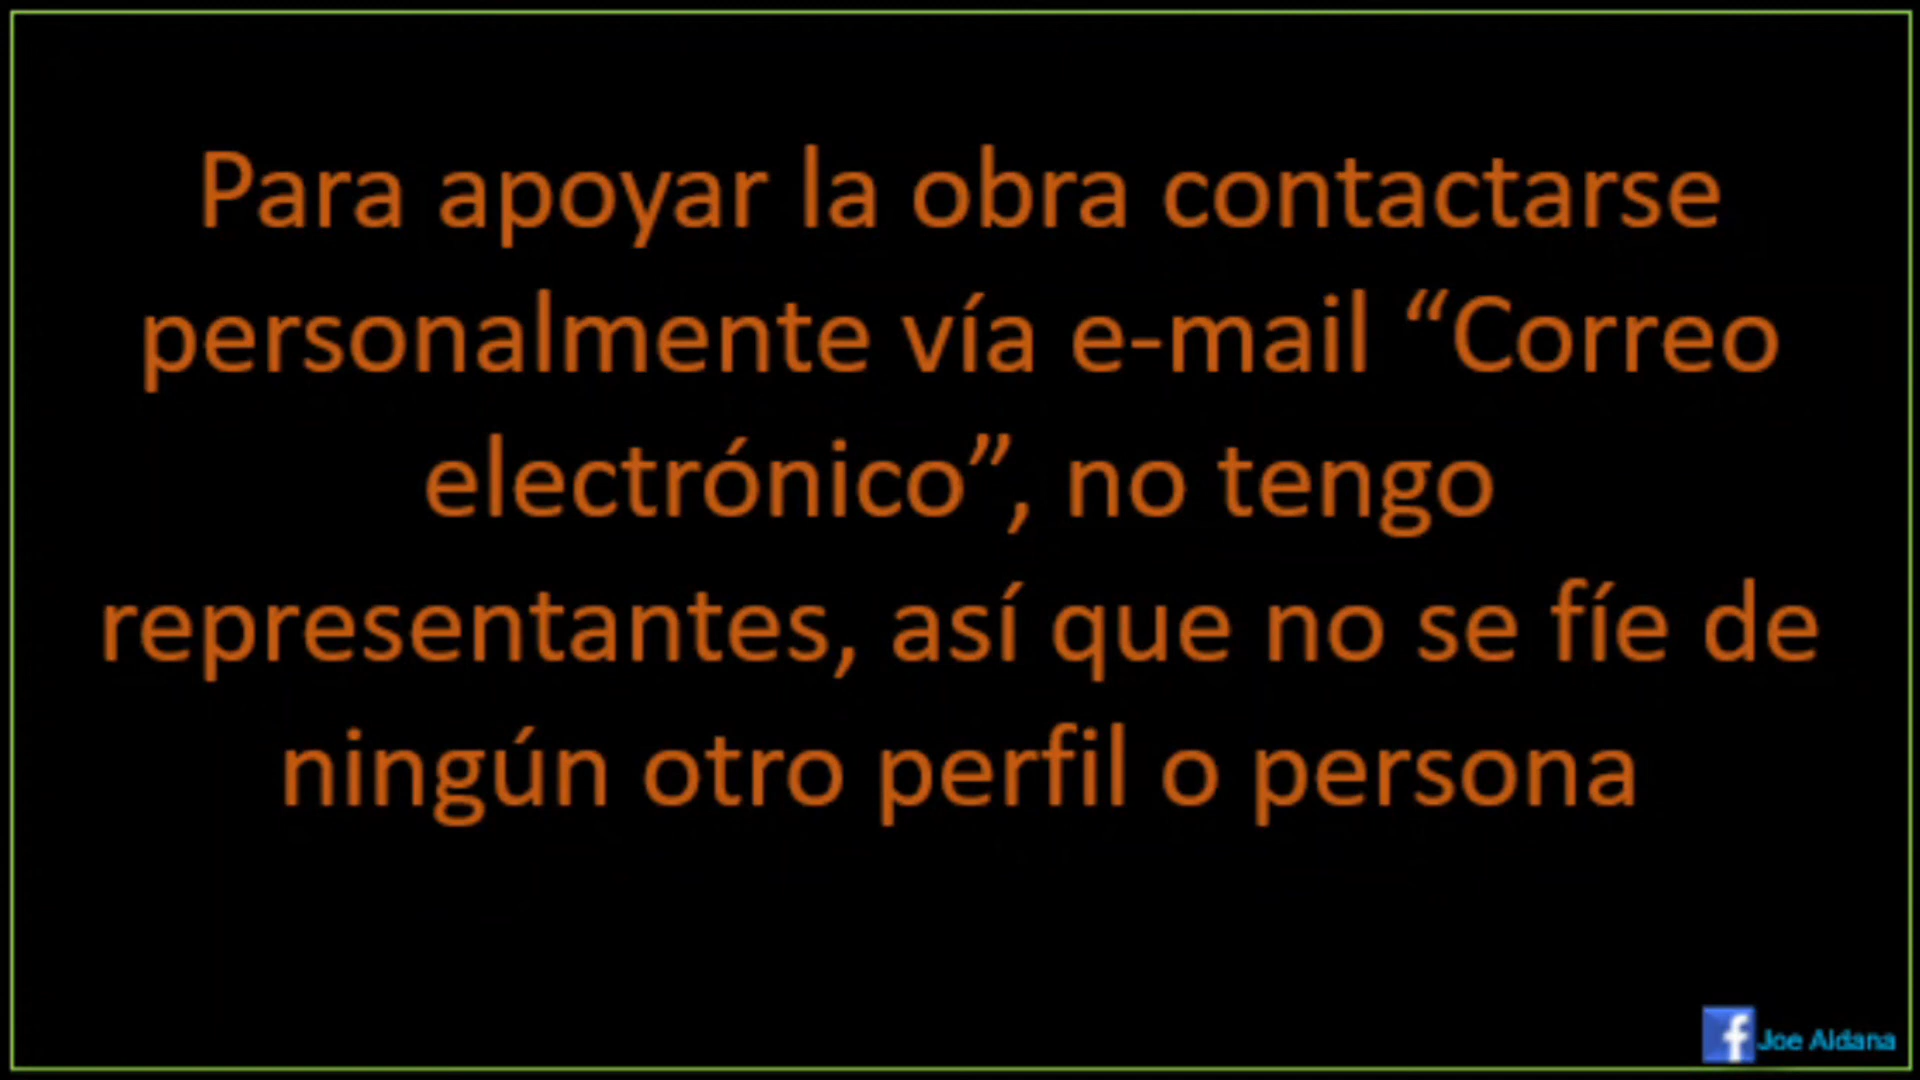 Para apoyar la obra contactarse
personalmente vía e-mail “Correo
electrónico”, no tengo
representantes, así que no se fíe de
ningún otro perfil o persona
f Joe Aldana